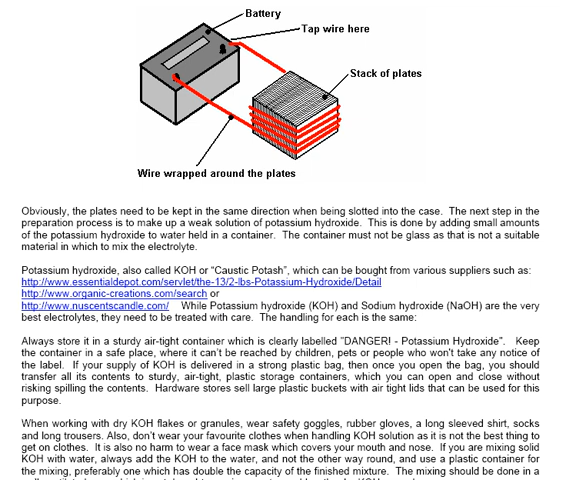 Battery
Tap wire here
Stack of plates
Wire wrapped around the plates
Obviously, the plates need to be kept in the same direction when being slotted into the case. The next step in the
preparation process is to make up a weak solution of potassium hydroxide. This is done by adding small amounts
of the potassium hydroxide to water held in a container. The container must not be glass as that is not a suitable
material in which to mix the electrolyte.
Potassium hydroxide, also called KOH or “Caustic Potash”, which can be bought from various suppliers such as:
http://www.essentialdepot.com/servlet/the-13/2-lbs-Potassium-Hydroxide/Detail
http://www.organic-creations.com/search or
http://www.nuscentscandle.com/ While Potassium hydroxide (KOH) and Sodium hydroxide (NaOH) are the very
best electrolytes, they need to be treated with care. The handling for each is the same:
Always store it in a sturdy air-tight container which is clearly labelled "DANGER! - Potassium Hydroxide". Keep
the container in a safe place, where it can’t be reached by children, pets or people who won't take any notice of
the label. If your supply of KOH is delivered in a strong plastic bag, then once you open the bag, you should
transfer all its contents to sturdy, air-tight, plastic storage containers, which you can open and close without
risking spilling the contents. Hardware stores sell large plastic buckets with air tight lids that can be used for this
purpose.
When working with dry KOH flakes or granules, wear safety goggles, rubber gloves, a long sleeved shirt, socks
and long trousers. Also, don’t wear your favourite clothes when handling KOH solution as it is not the best thing to
get on clothes. It is also no harm to wear a face mask which covers your mouth and nose. If you are mixing solid
KOH with water, always add the KOH to the water, and not the other way round, and use a plastic container for
the mixing, preferably one which has double the capacity of the finished mixture. The mixing should be done in a